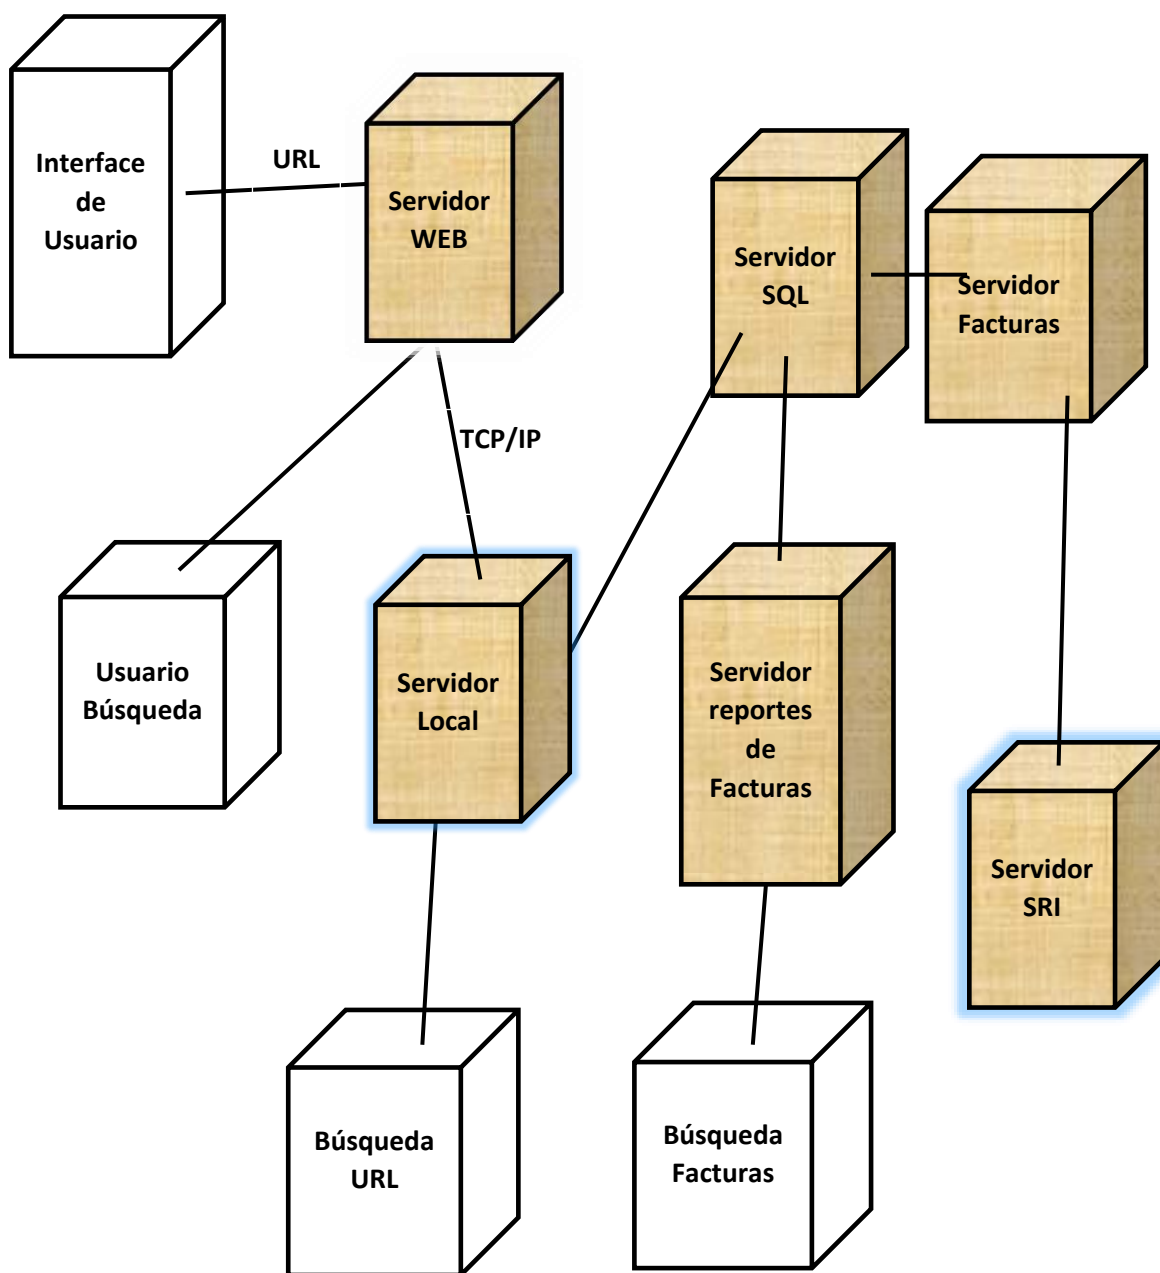 Interface
de
Usuario
URL
Servidor
WEB
Servidor
SQL
Servidor
Facturas
TCP/IP
Usuario
Búsqueda
Servidor
Local
Servidor
reportes
de
Facturas
Servidor
SRI
Búsqueda
URL
Búsqueda
Facturas